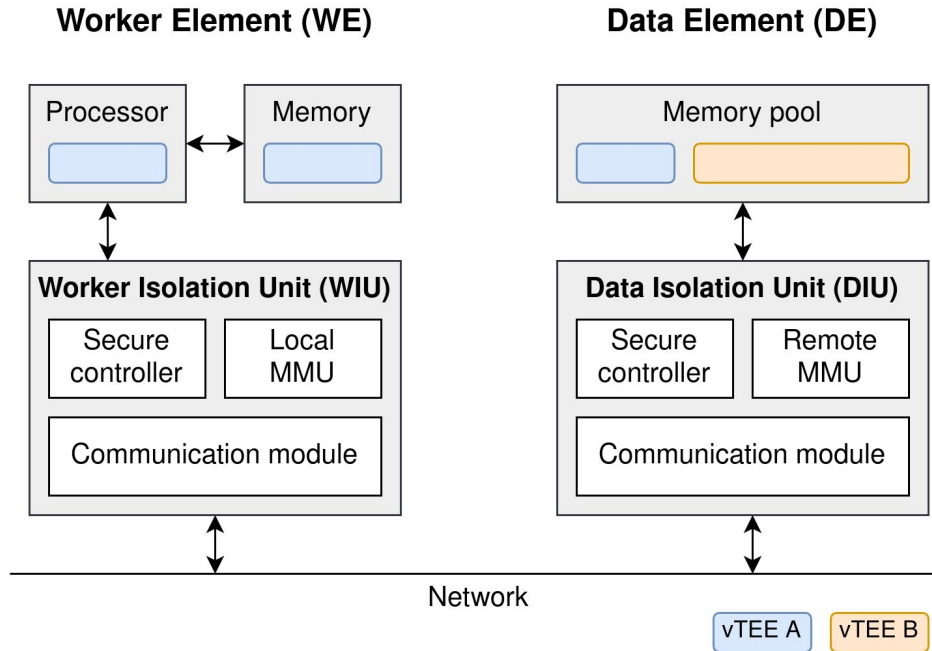 Worker Element (WE)
Data Element (DE)
Processor
Memory
Memory pool
Worker Isolation Unit (WIU)
Secure
controller
Local
MMU
Communication module
Data Isolation Unit (DIU)
Secure
controller
Remote
MMU
Communication module
Network
vTEE A
vTEE B